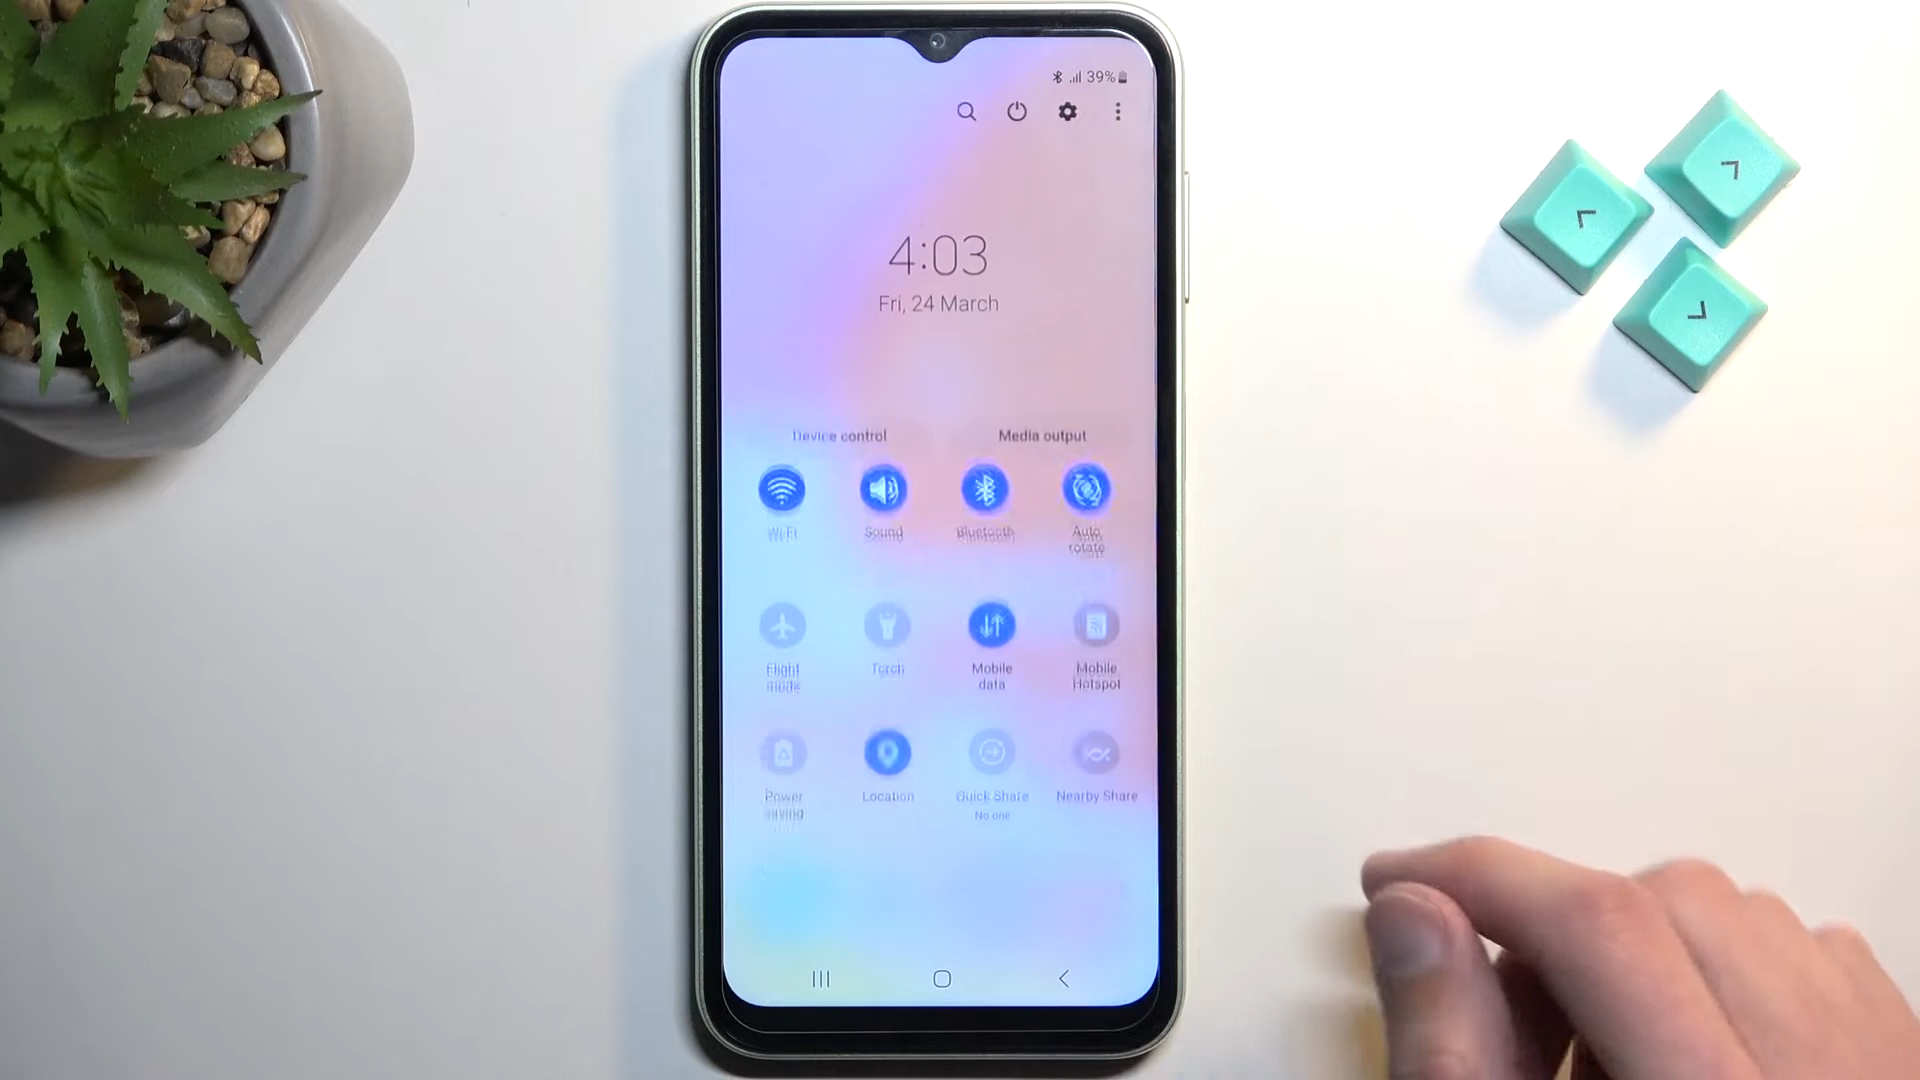 39%
4:03
Fri, 24 March
Device control Media output
Wi-Fi Sound Bluetooth Auto rotate
Flight mode Torch Mobile data Mobile Hotspot
Power saving Location Quick Share Nearby Share
No one